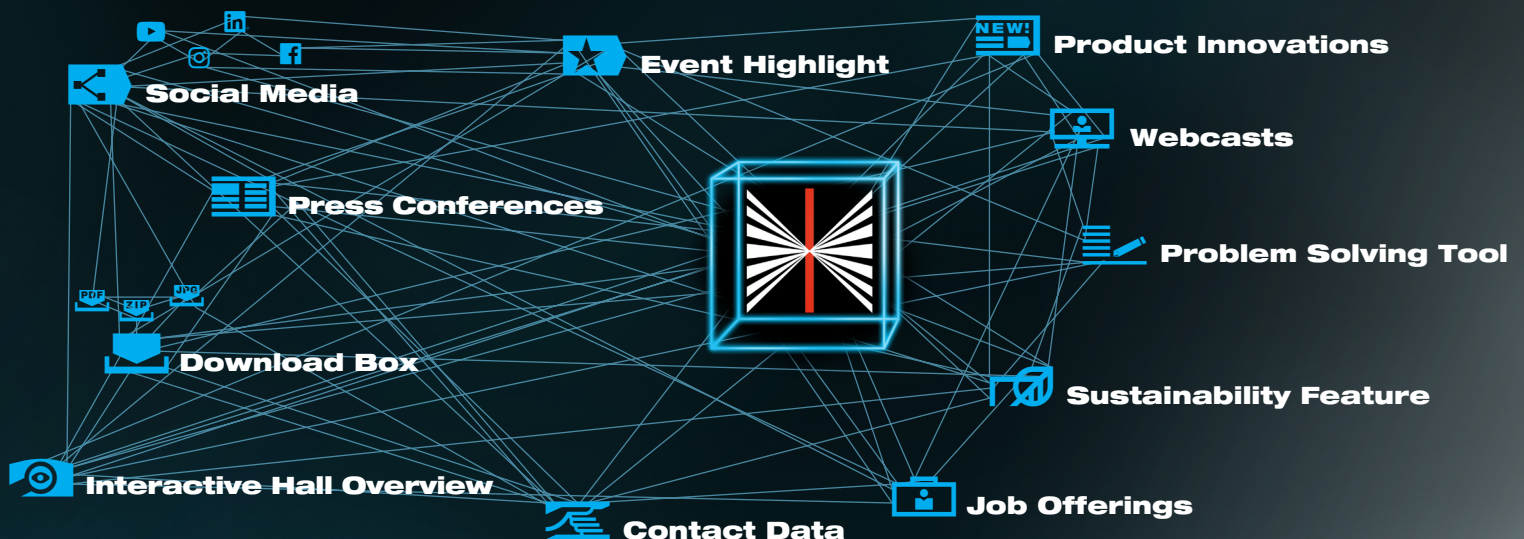 NEW!
Product Innovations
Event Highlight
Social Media
Webcasts
Press Conferences
Problem Solving Tool
PDF
ZIP
JPG
Download Box
Sustainability Feature
Interactive Hall Overview
Job Offerings
Contact Data